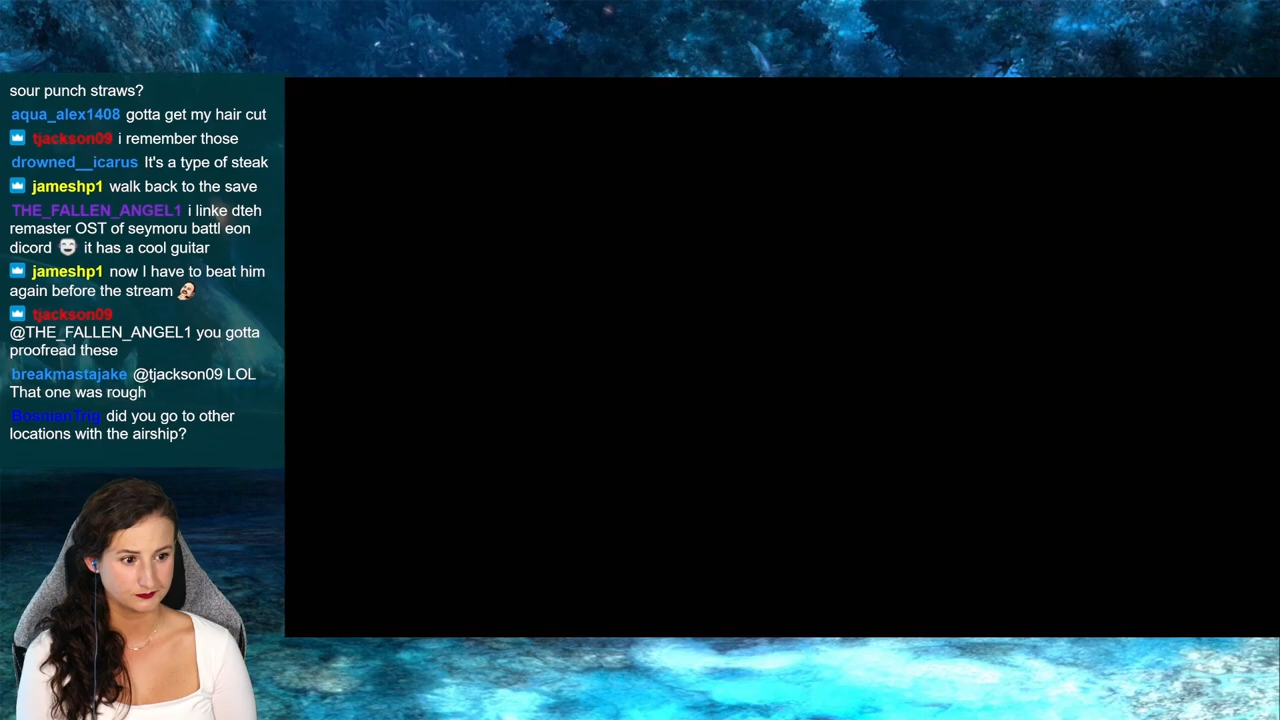 sour punch straws?
aqua_alex1408 gotta get my hair cut
tjackson09 i remember those
drowned__icarus It's a type of steak
jameshp1 walk back to the save
THE_FALLEN_ANGEL1 i linke dteh
remaster OST of seymoru battl eon
dicord it has a cool guitar
jameshp1 now I have to beat him
again before the stream
tjackson09
@THE_FALLEN_ANGEL1 you gotta
proofread these
breakmastajake @tjackson09 LOL
That one was rough
BosnianTrig did you go to other
locations with the airship?